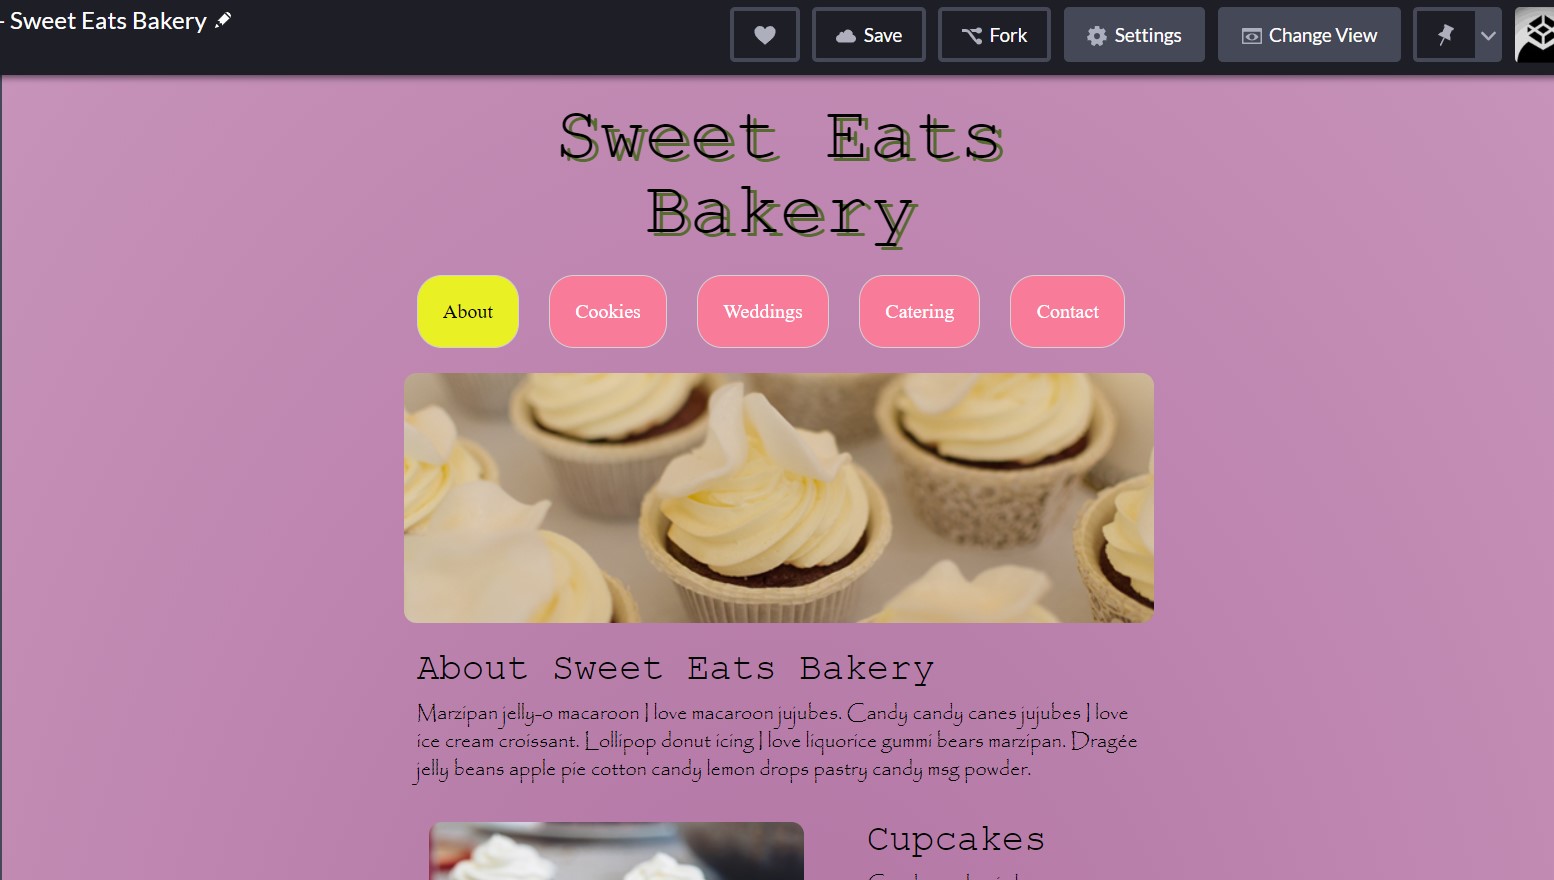 - Sweet Eats Bakery
Save
Fork
Settings
Change View
Sweet Eats
Bakery
About
Cookies
Weddings
Catering
Contact
About Sweet Eats Bakery
Marzipan jelly-o macaroon I love macaroon jujubes. Candy candy canes jujubes I love
ice cream croissant. Lollipop donut icing I love liquorice gummi bears marzipan. Dragée
jelly beans apple pie cotton candy lemon drops pastry candy msg powder.
Cupcakes